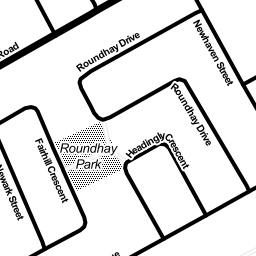 Road
Roundhay Drive
Newhaven Street
Roundhay Drive
Fairhill Crescent
Roundhay
Park
Headingly Crescent
Newark Street